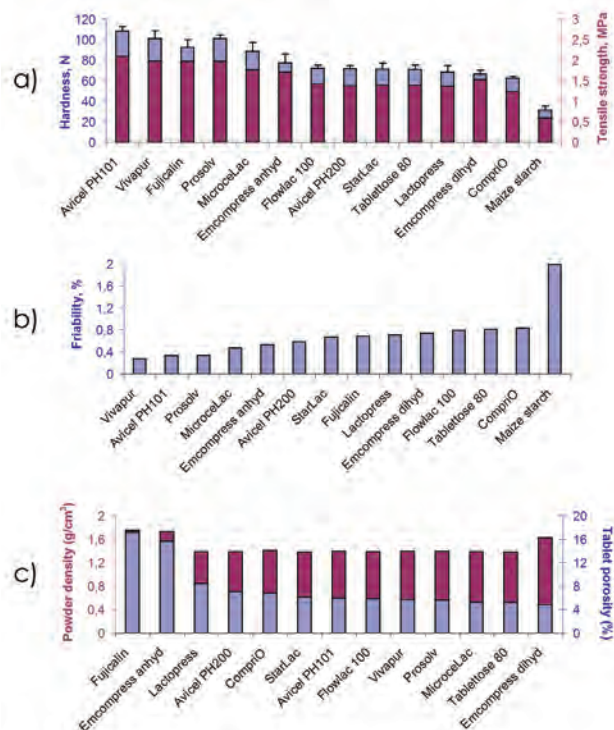 a)
Hardness, N
120
100
80
60
40
20
0
Tensile strength, MPa
3
2,5
2
1,5
1
0,5
0
Avicel PH101
Vivapur
Fujicalin
Prosolv
MicroceLac
Emcompress anhyd
Flowlac 100
Avicel PH200
StarLac
Tablettose 80
Lactopress
Emcompress dihyd
CompriO
Maize starch
b)
Friability, %
2
1,6
1,2
0,8
0,4
0
Vivapur
Avicel PH101
Prosolv
MicroceLac
Emcompress anhyd
Avicel PH200
StarLac
Fujicalin
Lactopress
Emcompress dihyd
Flowlac 100
Tablettose 80
CompriO
Maize starch
c)
Powder density (g/cm³)
2
1,6
1,2
0,8
0,4
0
Tablet porosity (%)
20
16
12
8
4
0
Fujicalin
Emcompress anhyd
Lactopress
Avicel PH200
CompriO
StarLac
Avicel PH101
Flowlac 100
Vivapur
Prosolv
MicroceLac
Tablettose 80
Emcompress dihyd